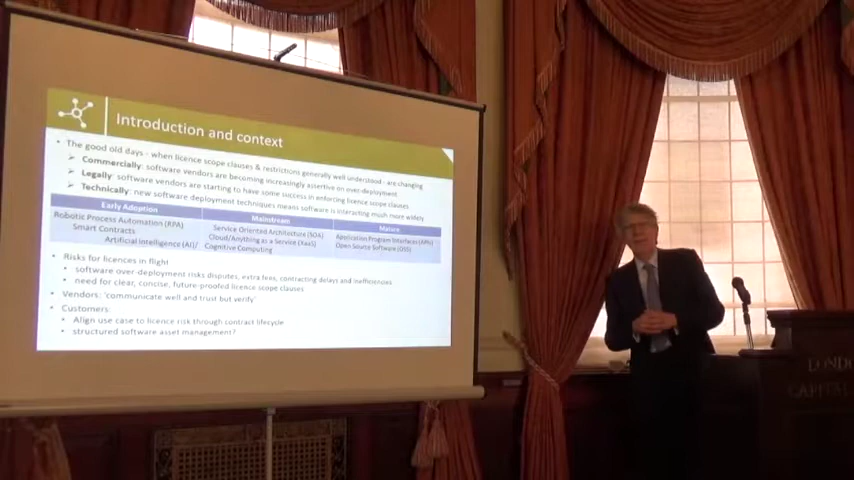 Introduction and context
• The good old days - when licence scope clauses & restrictions generally well understood - are changing
➢ Commercially: software vendors are becoming increasingly assertive on over-deployment
➢ Legally: software vendors are starting to have some success in enforcing licence scope clauses
➢ Technically: new software deployment techniques means software is interacting much more widely
Early Adoption Mainstream Mature
Robotic Process Automation (RPA) Service Oriented Architecture (SOA) Application Program Interfaces (APIs)
Smart Contracts Cloud/Anything as a Service (XaaS) Open Source Software (OSS)
Artificial Intelligence (AI)/ Cognitive Computing
• Risks for licences in flight
• software over-deployment risks disputes, extra fees, contracting delays and inefficiencies
• need for clear, concise, future-proofed licence scope clauses
• Vendors: 'communicate well and trust but verify'
• Customers:
• Align use case to licence risk through contract lifecycle
• structured software asset management?
LONDO
CAPITAL